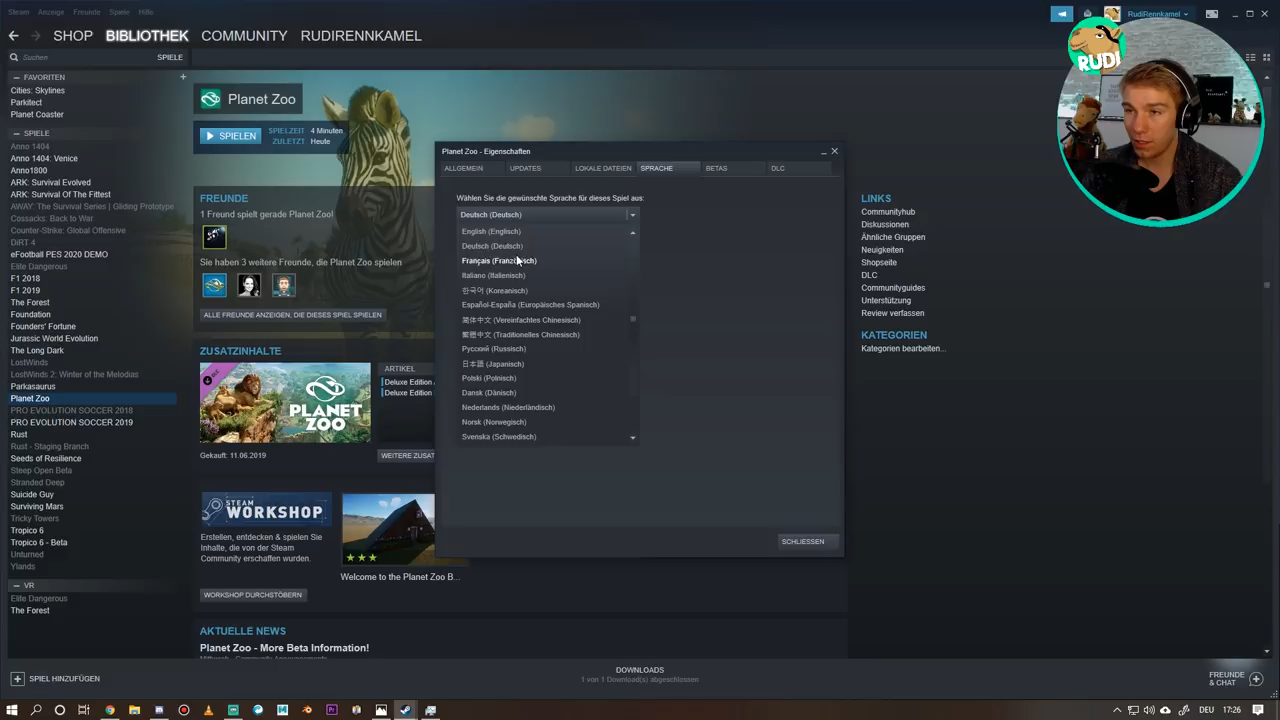 Steam Anzeige Freunde Spiele Hilfe
RudiRennkamel
SHOP BIBLIOTHEK COMMUNITY RUDIRENNKAMEL
RUDI
Suchen SPIELE
FAVORITEN
Cities: Skylines
Parkitect
Planet Coaster
SPIELE
Anno 1404
Anno 1404: Venice
Anno1800
ARK: Survival Evolved
ARK: Survival Of The Fittest
AWAY: The Survival Series | Gliding Prototype
Cossacks: Back to War
Counter-Strike: Global Offensive
DiRT 4
eFootball PES 2020 DEMO
Elite Dangerous
F1 2018
F1 2019
The Forest
Foundation
Founders' Fortune
Jurassic World Evolution
The Long Dark
LostWinds
LostWinds 2: Winter of the Melodias
Parkasaurus
Planet Zoo
PRO EVOLUTION SOCCER 2018
PRO EVOLUTION SOCCER 2019
Rust
Rust - Staging Branch
Seeds of Resilience
Steep Open Beta
Stranded Deep
Suicide Guy
Surviving Mars
Tricky Towers
Tropico 6
Tropico 6 - Beta
Unturned
Ylands
VR
Elite Dangerous
The Forest
Planet Zoo
SPIELEN
SPIELZEIT 4 Minuten
ZULETZT Heute
FREUNDE
1 Freund spielt gerade Planet Zoo!
Sie haben 3 weitere Freunde, die Planet Zoo spielen
ALLE FREUNDE ANZEIGEN, DIE DIESES SPIEL SPIELEN
ZUSATZINHALTE
PLANET ZOO
ARTIKEL
Deluxe Edition
Deluxe Edition
Gekauft: 11.06.2019
WEITERE ZUSAT
STEAM WORKSHOP
Erstellen, entdecken & spielen Sie
Inhalte, die von der Steam
Community erschaffen wurden.
Welcome to the Planet Zoo B...
WORKSHOP DURCHSTÖBERN
AKTUELLE NEWS
Planet Zoo - More Beta Information!
Planet Zoo - Eigenschaften
ALLGEMEIN UPDATES LOKALE DATEIEN SPRACHE BETAS DLC
Wählen Sie die gewünschte Sprache für dieses Spiel aus:
Deutsch (Deutsch)
English (Englisch)
Deutsch (Deutsch)
Français (Französisch)
Italiano (Italienisch)
한국어 (Koreanisch)
Español-España (Europäisches Spanisch)
简体中文 (Vereinfachtes Chinesisch)
繁體中文 (Traditionelles Chinesisch)
Русский (Russisch)
日本語 (Japanisch)
Polski (Polnisch)
Dansk (Dänisch)
Nederlands (Niederländisch)
Norsk (Norwegisch)
Svenska (Schwedisch)
SCHLIESSEN
LINKS
Communityhub
Diskussionen
Ähnliche Gruppen
Neuigkeiten
Shopseite
DLC
Communityguides
Unterstützung
Review verfassen
KATEGORIEN
Kategorien bearbeiten...
SPIEL HINZUFÜGEN
DOWNLOADS
1 von 1 Download(s) abgeschlossen
FREUNDE
& CHAT
DEU 17:26